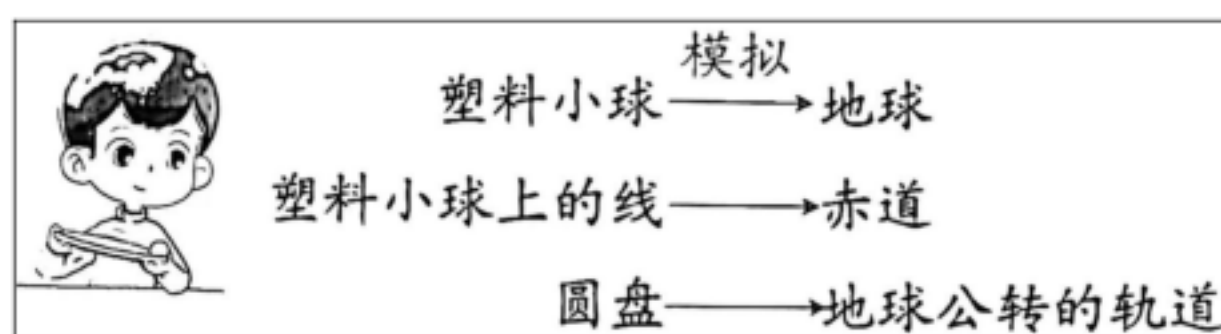 模拟
塑料小球→地球
塑料小球上的线→赤道
圆盘→地球公转的轨道